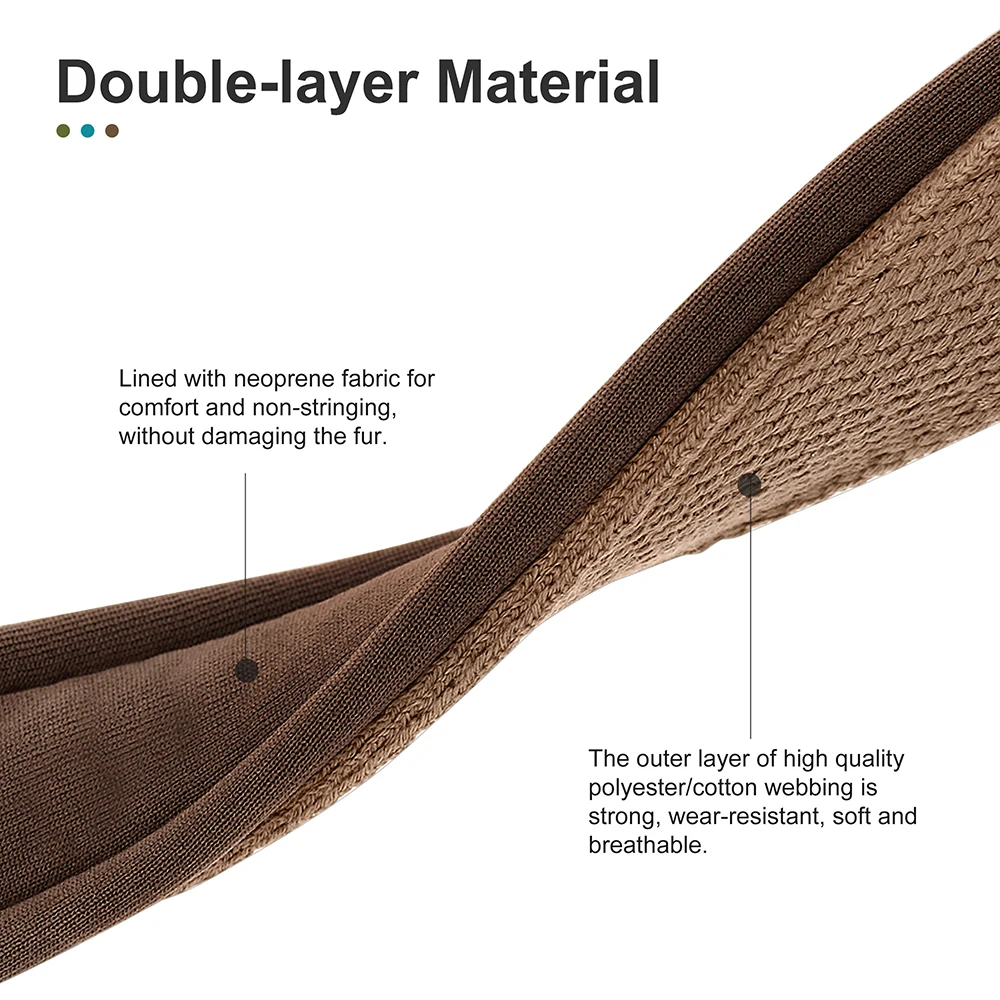 Double-layer Material
Lined with neoprene fabric for
comfort and non-stringing,
without damaging the fur.
The outer layer of high quality
polyester/cotton webbing is
strong, wear-resistant, soft and
breathable.